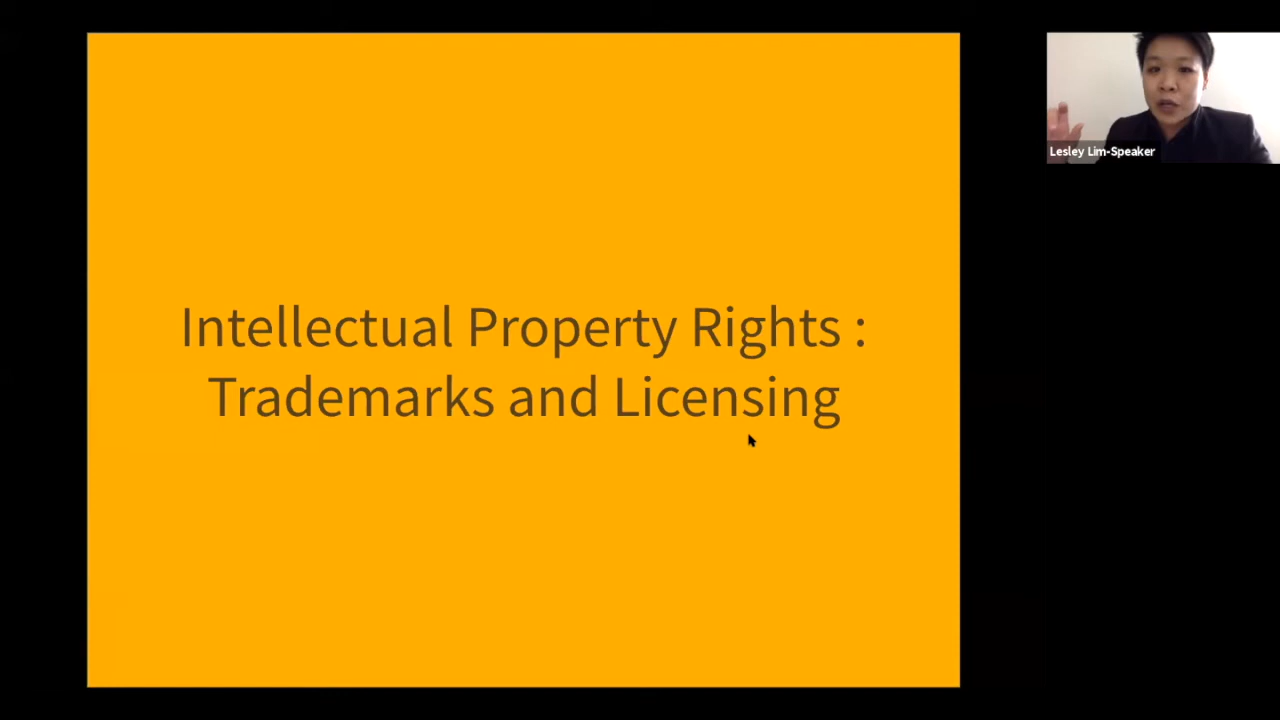 Intellectual Property Rights :
Trademarks and Licensing
Lesley Lim-Speaker